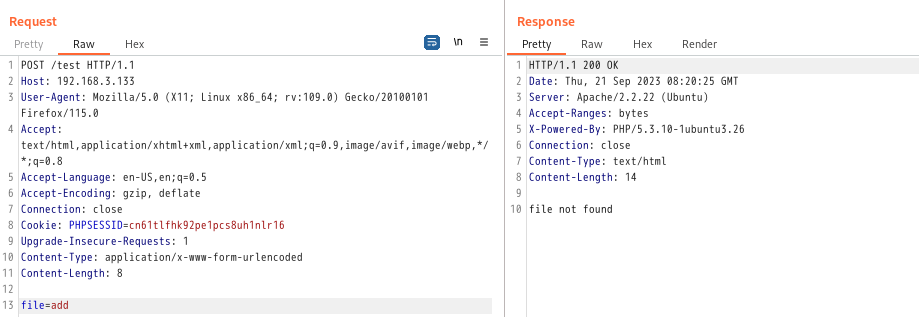 Request
Pretty Raw Hex \n
1 POST /test HTTP/1.1
2 Host: 192.168.3.133
3 User-Agent: Mozilla/5.0 (X11; Linux x86_64; rv:109.0) Gecko/20100101
Firefox/115.0
4 Accept:
text/html,application/xhtml+xml,application/xml;q=0.9,image/avif,image/webp,*/
*;q=0.8
5 Accept-Language: en-US,en;q=0.5
6 Accept-Encoding: gzip, deflate
7 Connection: close
8 Cookie: PHPSESSID=cn61tlfhk92pe1pcs8uh1nlr16
9 Upgrade-Insecure-Requests: 1
10 Content-Type: application/x-www-form-urlencoded
11 Content-Length: 8
12
13 file=add
Response
Pretty Raw Hex Render
1 HTTP/1.1 200 OK
2 Date: Thu, 21 Sep 2023 08:20:25 GMT
3 Server: Apache/2.2.22 (Ubuntu)
4 Accept-Ranges: bytes
5 X-Powered-By: PHP/5.3.10-1ubuntu3.26
6 Connection: close
7 Content-Type: text/html
8 Content-Length: 14
9
10 file not found